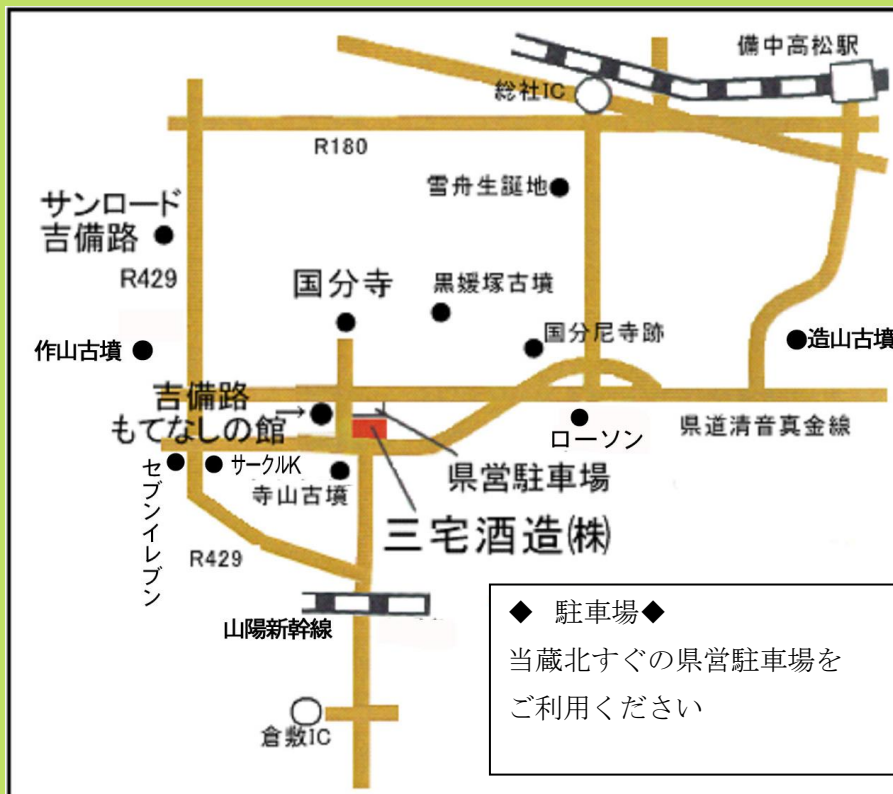 備中高松駅
総社IC
R180
雪舟生誕地
サンロード
吉備路
R429
国分寺
黒媛塚古墳
国分尼寺跡
作山古墳
造山古墳
吉備路
もてなしの館
→
ローソン
県道清音真金線
セブンイレブン
サークルK
寺山古墳
県営駐車場
三宅酒造㈱
R429
山陽新幹線
倉敷IC
◆ 駐車場◆
当蔵北すぐの県営駐車場を
ご利用ください